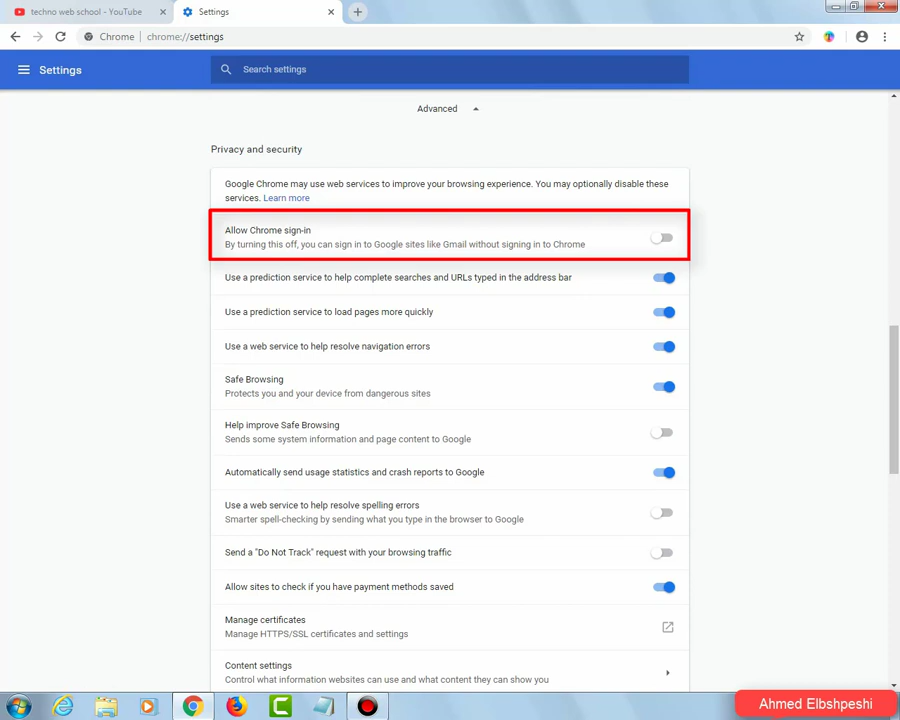 techno web school - YouTube
Settings
Chrome
chrome://settings
Settings
Search settings
Advanced
Privacy and security
Google Chrome may use web services to improve your browsing experience. You may optionally disable these
services. Learn more
Allow Chrome sign-in
By turning this off, you can sign in to Google sites like Gmail without signing in to Chrome
Use a prediction service to help complete searches and URLs typed in the address bar
Use a prediction service to load pages more quickly
Use a web service to help resolve navigation errors
Safe Browsing
Protects you and your device from dangerous sites
Help improve Safe Browsing
Sends some system information and page content to Google
Automatically send usage statistics and crash reports to Google
Use a web service to help resolve spelling errors
Smarter spell-checking by sending what you type in the browser to Google
Send a "Do Not Track" request with your browsing traffic
Allow sites to check if you have payment methods saved
Manage certificates
Manage HTTPS/SSL certificates and settings
Content settings
Control what information websites can use and what content they can show you
Ahmed Elbshpeshi